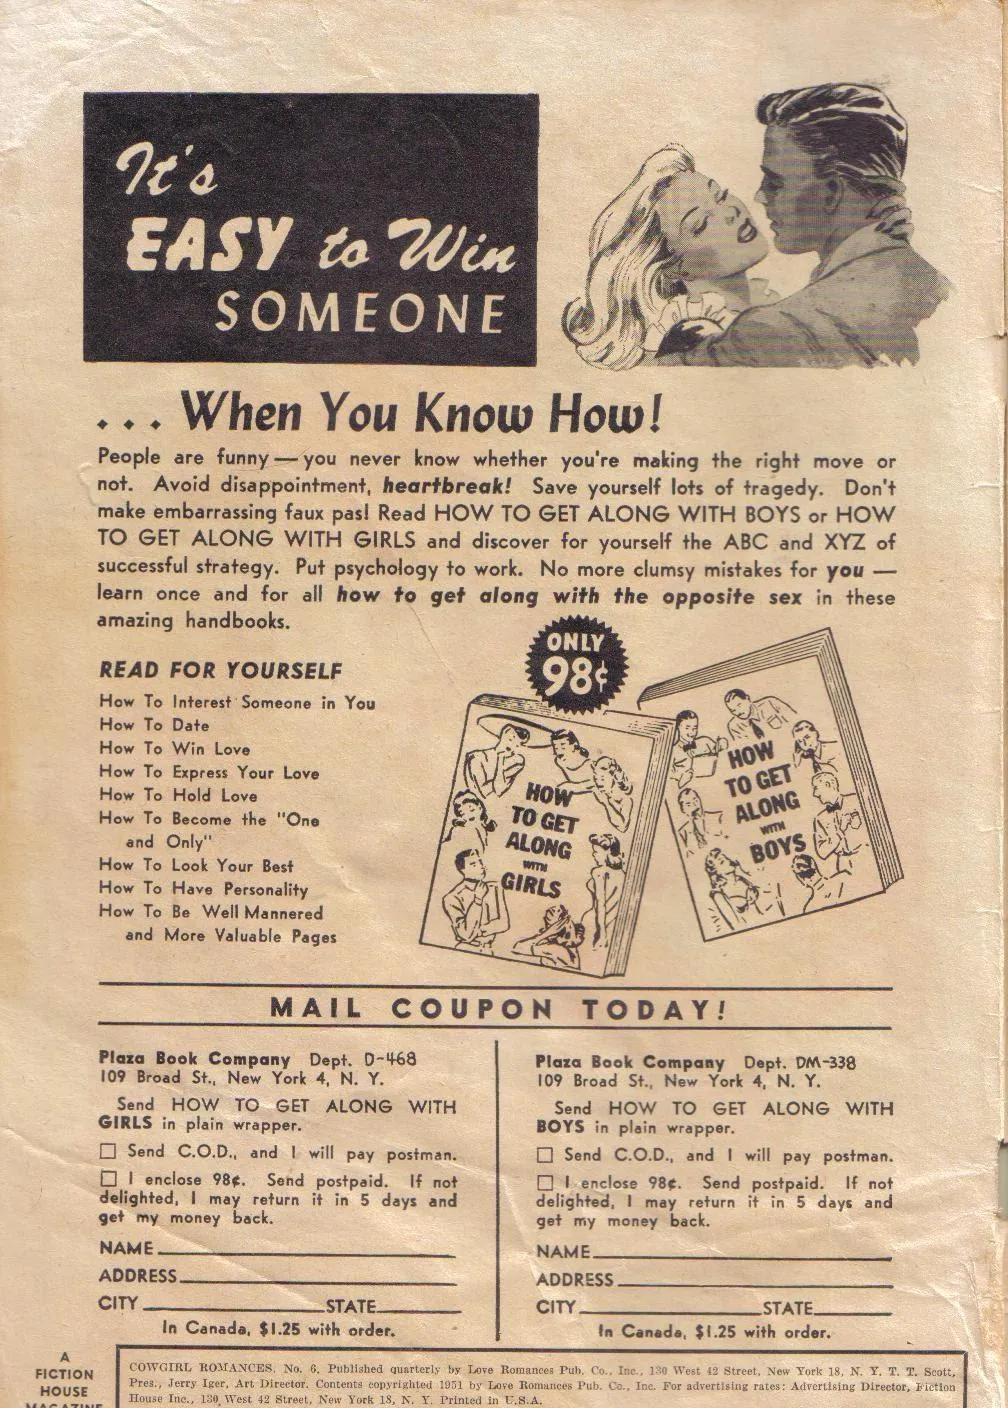 It's
EASY to Win
SOMEONE
. . . When You Know How!
People are funny — you never know whether you're making the right move or
not. Avoid disappointment, heartbreak! Save yourself lots of tragedy. Don't
make embarrassing faux pas! Read HOW TO GET ALONG WITH BOYS or HOW
TO GET ALONG WITH GIRLS and discover for yourself the ABC and XYZ of
successful strategy. Put psychology to work. No more clumsy mistakes for you —
learn once and for all how to get along with the opposite sex in these
amazing handbooks.
ONLY
98¢
READ FOR YOURSELF
How To Interest Someone in You
How To Date
How To Win Love
How To Express Your Love
How To Hold Love
How To Become the "One
and Only"
How To Look Your Best
How To Have Personality
How To Be Well Mannered
and More Valuable Pages
HOW
TO GET
ALONG
WITH
GIRLS
HOW
TO GET
ALONG
WITH
BOYS
MAIL COUPON TODAY!
Plaza Book Company Dept. D-468
109 Broad St., New York 4, N. Y.
Send HOW TO GET ALONG WITH
GIRLS in plain wrapper.
☐ Send C.O.D., and I will pay postman.
☐ I enclose 98¢. Send postpaid. If not
delighted, I may return it in 5 days and
get my money back.
NAME
ADDRESS
CITY STATE
In Canada, $1.25 with order.
Plaza Book Company Dept. DM-338
109 Broad St., New York 4, N. Y.
Send HOW TO GET ALONG WITH
BOYS in plain wrapper.
☐ Send C.O.D., and I will pay postman.
☐ I enclose 98¢. Send postpaid. If not
delighted, I may return it in 5 days and
get my money back.
NAME
ADDRESS
CITY STATE
In Canada, $1.25 with order.
A
FICTION
HOUSE
MAGAZINE
COWGIRL ROMANCES, No. 6. Published quarterly by Love Romances Pub. Co., Inc., 130 West 42 Street, New York 18, N. Y. T. T. Scott,
Pres., Jerry Iger, Art Director. Contents copyrighted 1951 by Love Romances Pub. Co., Inc. For advertising rates: Advertising Director, Fiction
House Inc., 130 West 42 Street, New York 18, N. Y. Printed in U.S.A.